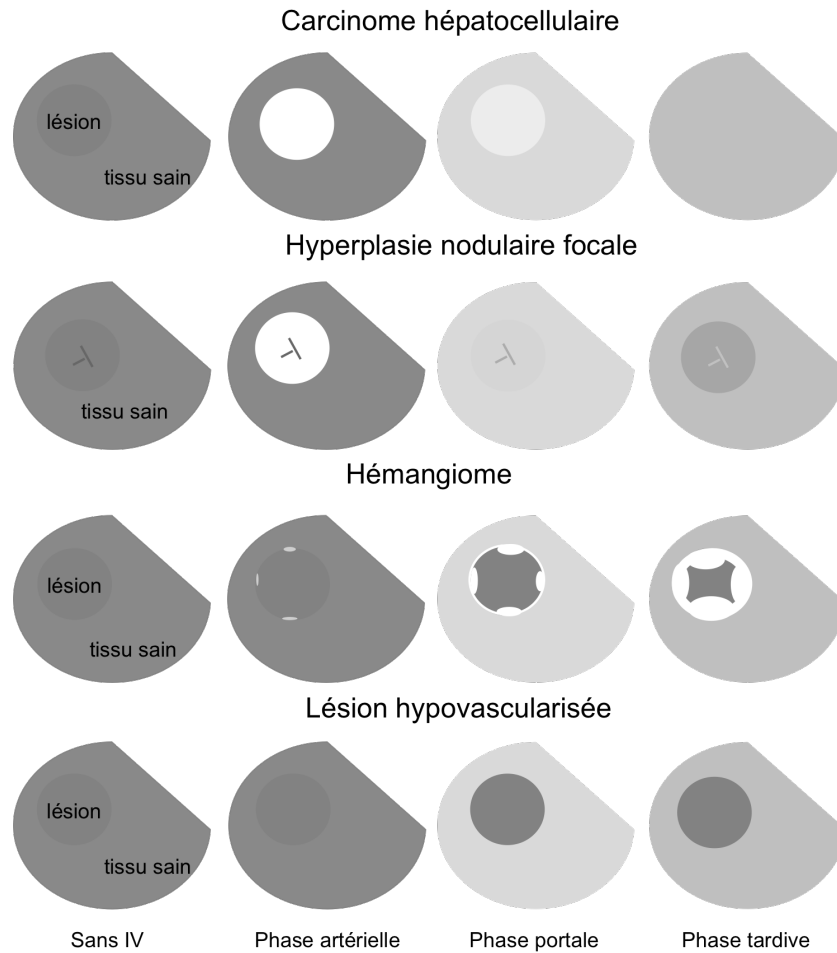 Carcinome hépatocellulaire
lésion
tissu sain
Hyperplasie nodulaire focale
tissu sain
Hémangiome
lésion
tissu sain
Lésion hypovascularisée
lésion
tissu sain
Sans IV Phase artérielle Phase portale Phase tardive